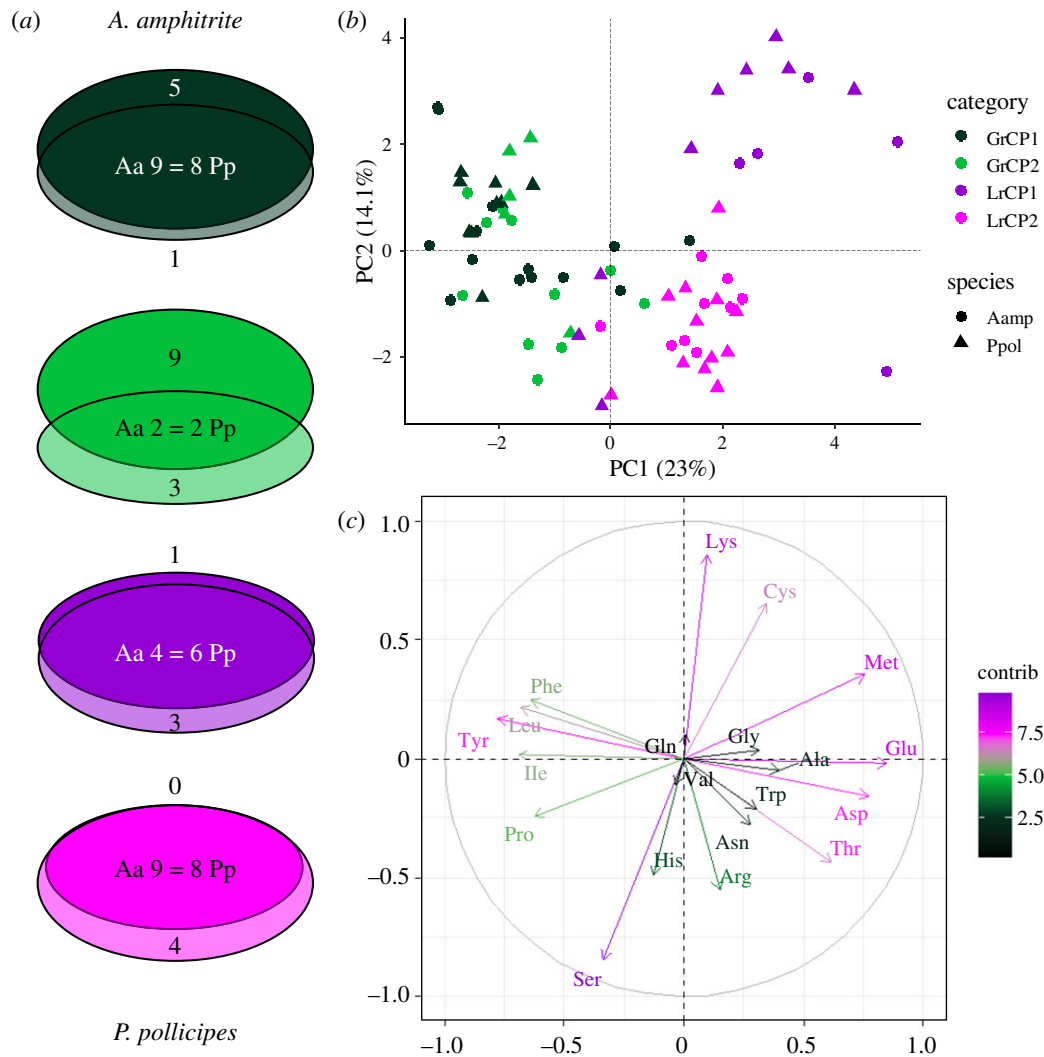 (a)
A. amphitrite
5
Aa 9 = 8 Pp
1
9
Aa 2 = 2 Pp
3
1
Aa 4 = 6 Pp
3
0
Aa 9 = 8 Pp
4
P. pollicipes
(b)
4
2
0
−2
PC2 (14.1%)
−2
0
2
4
PC1 (23%)
category
GrCP1
GrCP2
LrCP1
LrCP2
species
Aamp
Ppol
(c)
1.0
0.5
0
−0.5
−1.0
−1.0
−0.5
0
0.5
1.0
Lys
Cys
Met
Phe
Leu
Tyr
Gln
Gly
Ala
Glu
Ile
Val
Trp
Asp
Pro
Asn
Thr
His
Arg
Ser
contrib
7.5
5.0
2.5